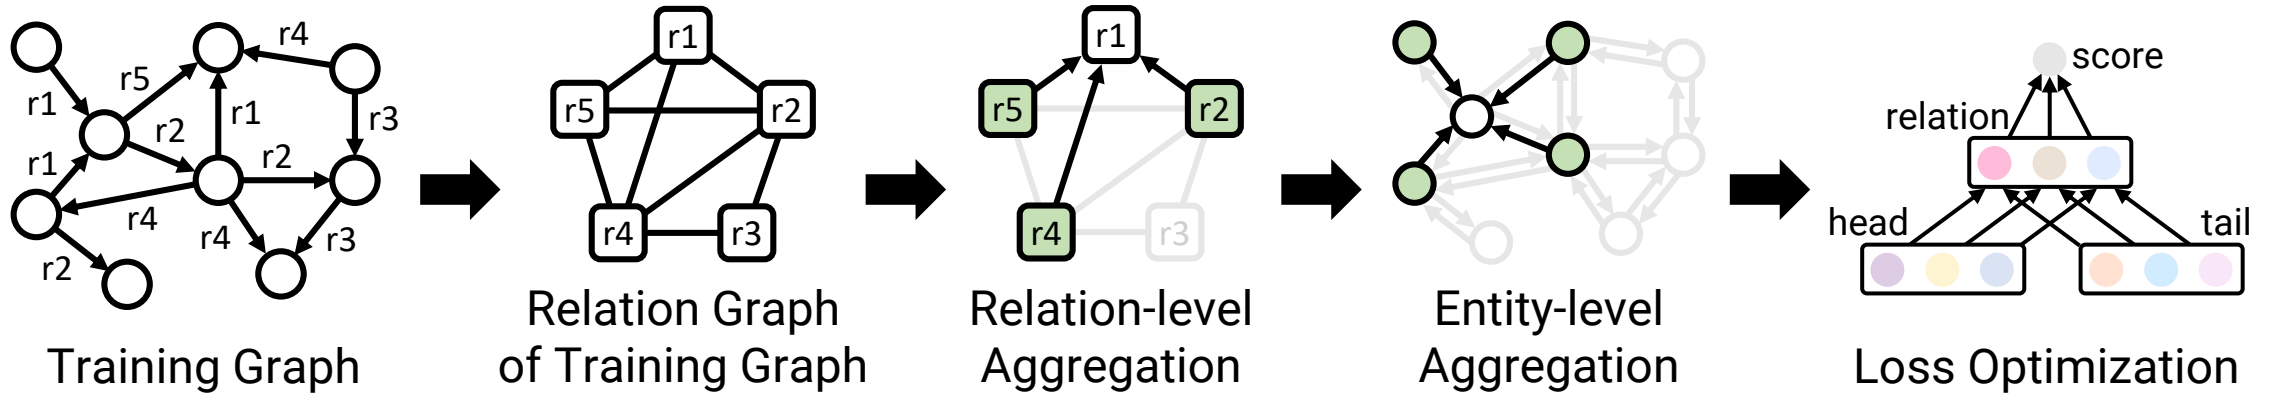 r4
r5
r1
r1
r3
r2
r2
r1
r4
r4
r3
r2
Training Graph
r1
r5
r2
r4
r3
Relation Graph
of Training Graph
r1
r5
r2
r4
r3
Relation-level
Aggregation
Entity-level
Aggregation
score
relation
head
tail
Loss Optimization